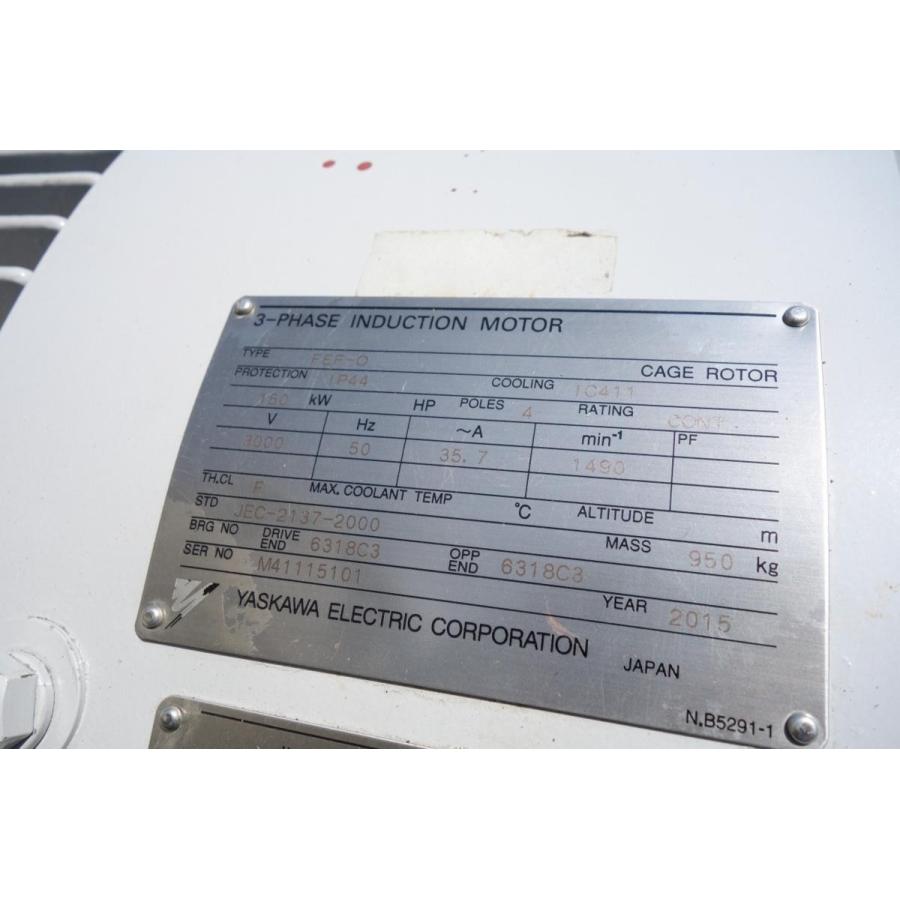 3-PHASE INDUCTION MOTOR
TYPE FEF-O CAGE ROTOR
PROTECTION IP44 COOLING IC411
160 kW HP POLES 4 RATING CONT
V Hz ~A min-1 PF
3000 50 35.7 1490
TH.CL F MAX. COOLANT TEMP °C ALTITUDE m
STD JEC-2137-2000 MASS 950 kg
BRG NO DRIVE END 6318C3 OPP END 6318C3
SER NO M41115101 YEAR 2015
YASKAWA ELECTRIC CORPORATION
JAPAN
N.B5291-1